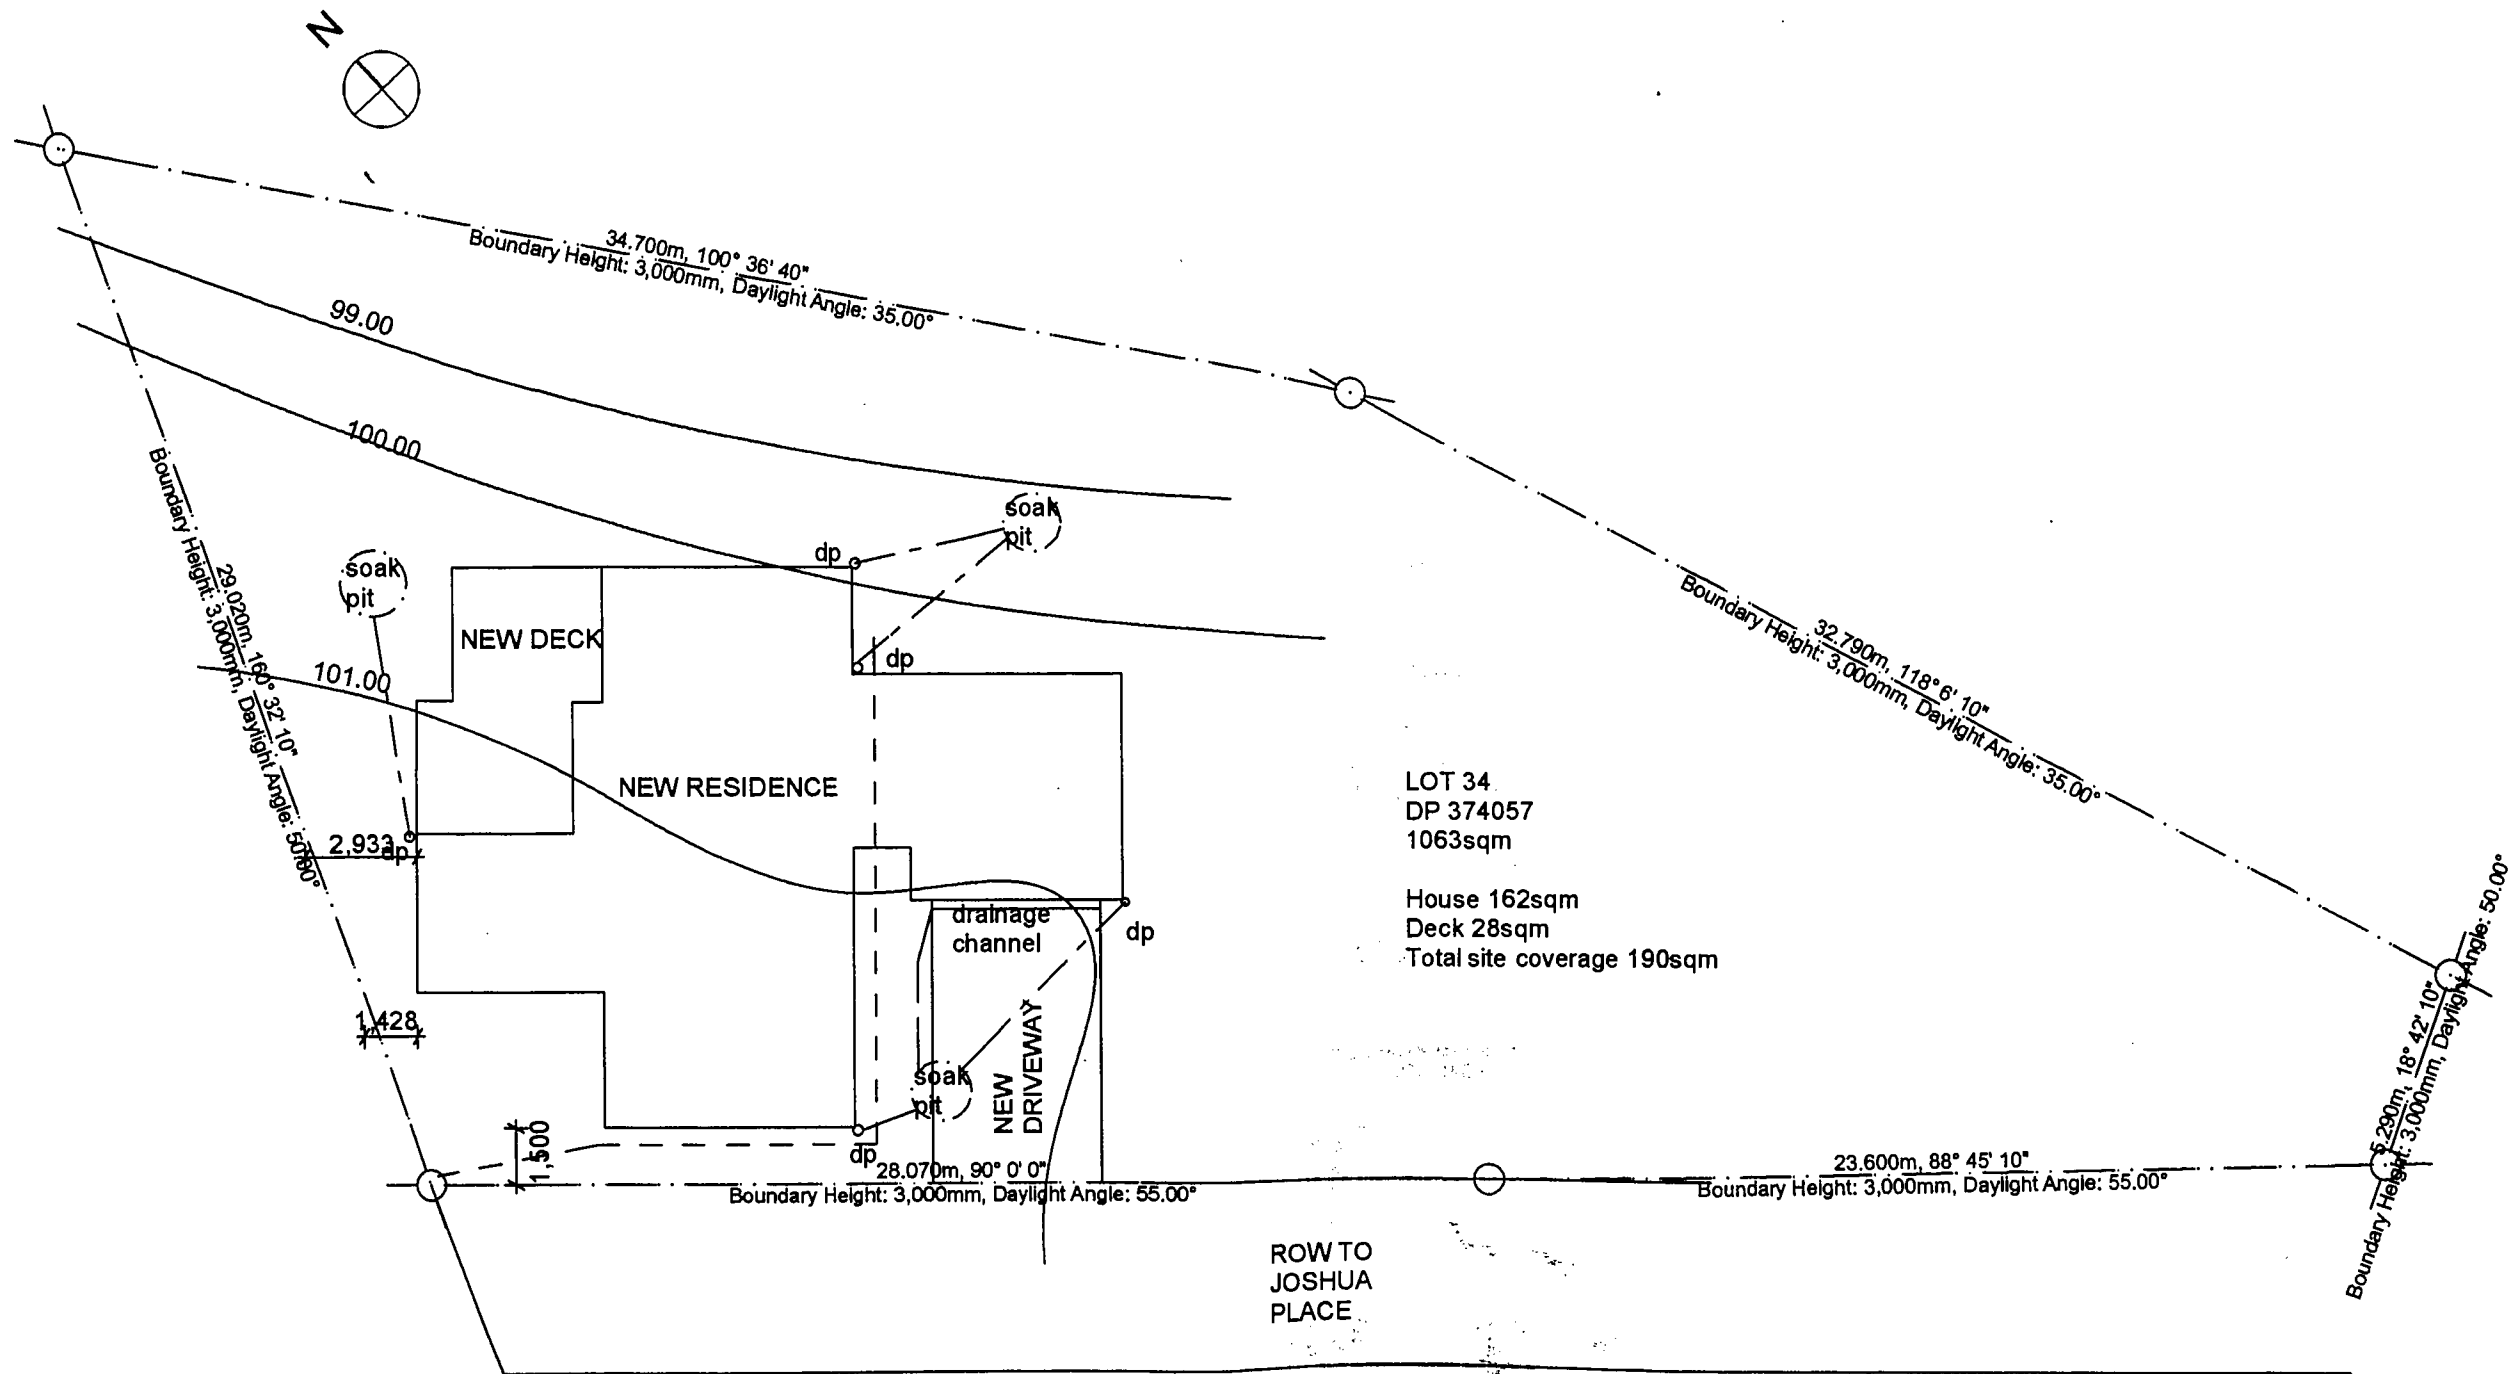 N
34.700m, 100° 36' 40"
Boundary Height: 3,000mm, Daylight Angle: 35.00°
99.00
100.00
soak
pit
dp
soak
pit
NEW DECK
dp
101.00
29.020m, 160° 32' 10"
Boundary Height: 3,000mm, Daylight Angle: 50.00°
32.790m, 118° 6' 10"
Boundary Height: 3,000mm, Daylight Angle: 35.00°
NEW RESIDENCE
LOT 34
DP 374057
1063sqm
2,933
dp
House 162sqm
Deck 28sqm
Total site coverage 190sqm
drainage
channel
dp
1,428
NEW
DRIVEWAY
soak
pit
5.290m, 18° 42' 10"
Boundary Height: 3,000mm, Daylight Angle: 50.00°
1,500
dp
28.070m, 90° 0' 0"
Boundary Height: 3,000mm, Daylight Angle: 55.00°
23.600m, 88° 45' 10"
Boundary Height: 3,000mm, Daylight Angle: 55.00°
ROW TO
JOSHUA
PLACE